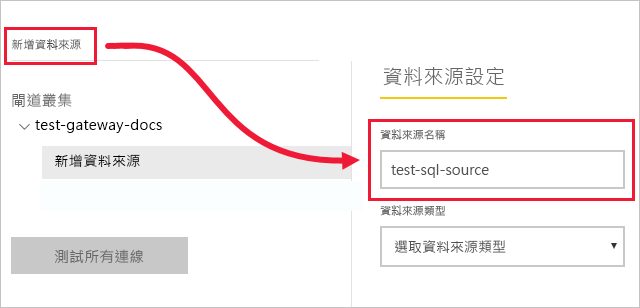 新增資料來源
閘道叢集
test-gateway-docs
新增資料來源
測試所有連線
資料來源設定
資料來源名稱
test-sql-source
資料來源類型
選取資料來源類型